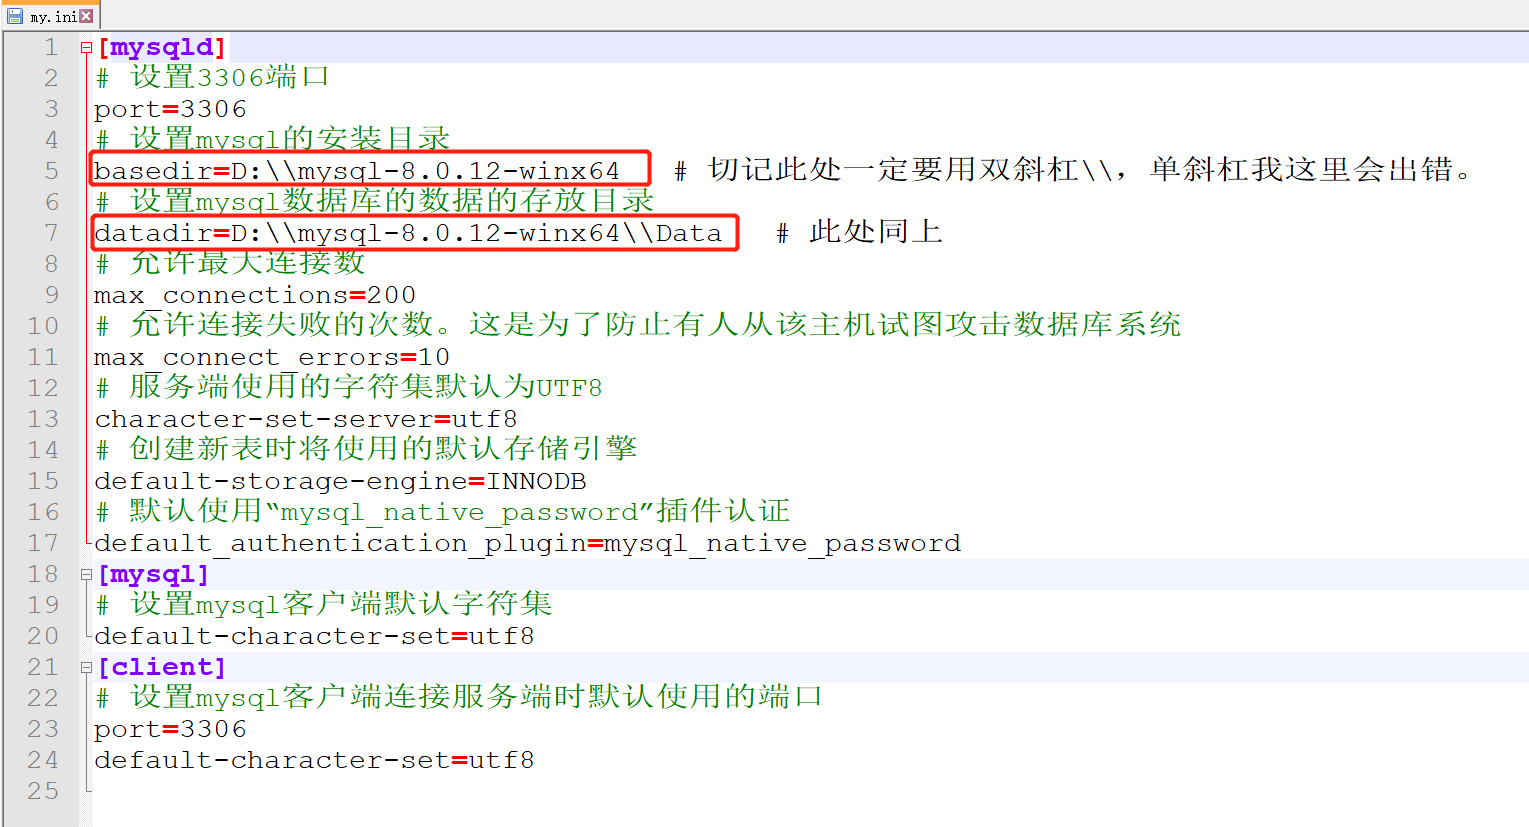 my.ini
1 [mysqld]
2 # 设置3306端口
3 port=3306
4 # 设置mysql的安装目录
5 basedir=D:\\mysql-8.0.12-winx64 # 切记此处一定要用双斜杠\\，单斜杠我这里会出错。
6 # 设置mysql数据库的数据的存放目录
7 datadir=D:\\mysql-8.0.12-winx64\\Data # 此处同上
8 # 允许最大连接数
9 max_connections=200
10 # 允许连接失败的次数。这是为了防止有人从该主机试图攻击数据库系统
11 max_connect_errors=10
12 # 服务端使用的字符集默认为UTF8
13 character-set-server=utf8
14 # 创建新表时将使用的默认存储引擎
15 default-storage-engine=INNODB
16 # 默认使用“mysql_native_password”插件认证
17 default_authentication_plugin=mysql_native_password
18 [mysql]
19 # 设置mysql客户端默认字符集
20 default-character-set=utf8
21 [client]
22 # 设置mysql客户端连接服务端时默认使用的端口
23 port=3306
24 default-character-set=utf8
25